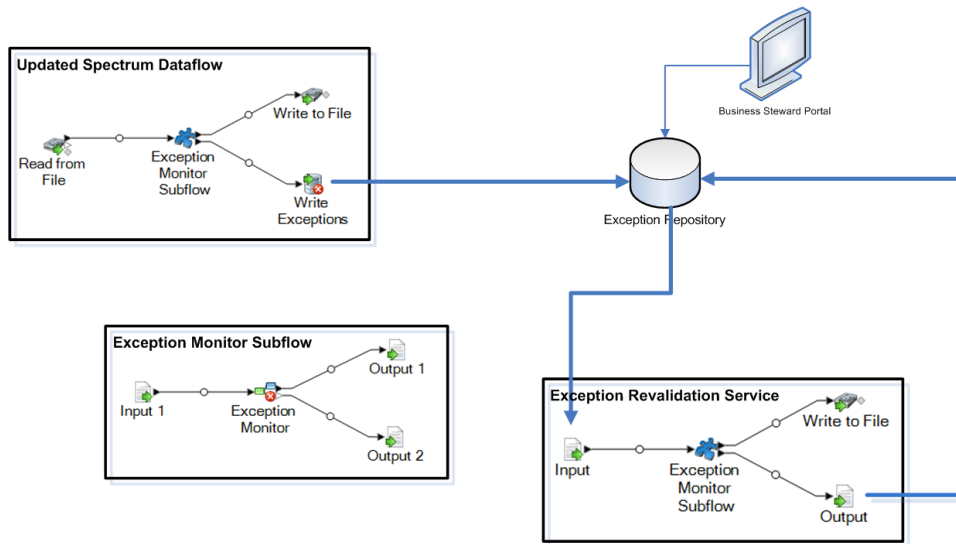 Updated Spectrum Dataflow
Write to File
Read from
File
Exception
Monitor
Subflow
Write
Exceptions
Business Steward Portal
Exception Repository
Exception Monitor Subflow
Input 1
Exception
Monitor
Output 1
Output 2
Exception Revalidation Service
Write to File
Input
Exception
Monitor
Subflow
Output